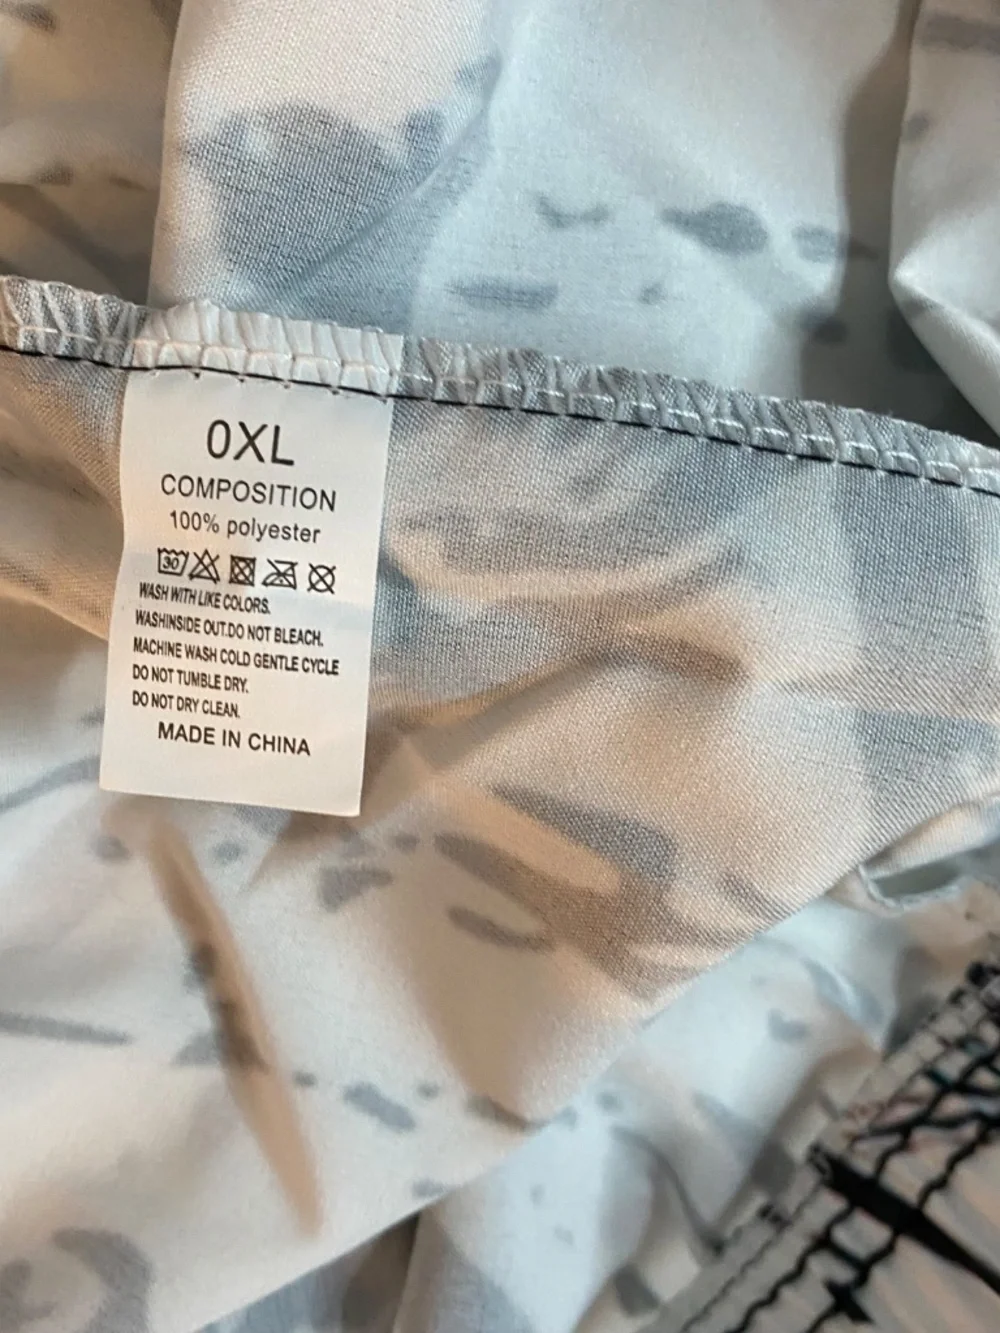 0XL
COMPOSITION
100% polyester
30
WASH WITH LIKE COLORS.
WASHINSIDE OUT.DO NOT BLEACH.
MACHINE WASH COLD GENTLE CYCLE
DO NOT TUMBLE DRY.
DO NOT DRY CLEAN.
MADE IN CHINA